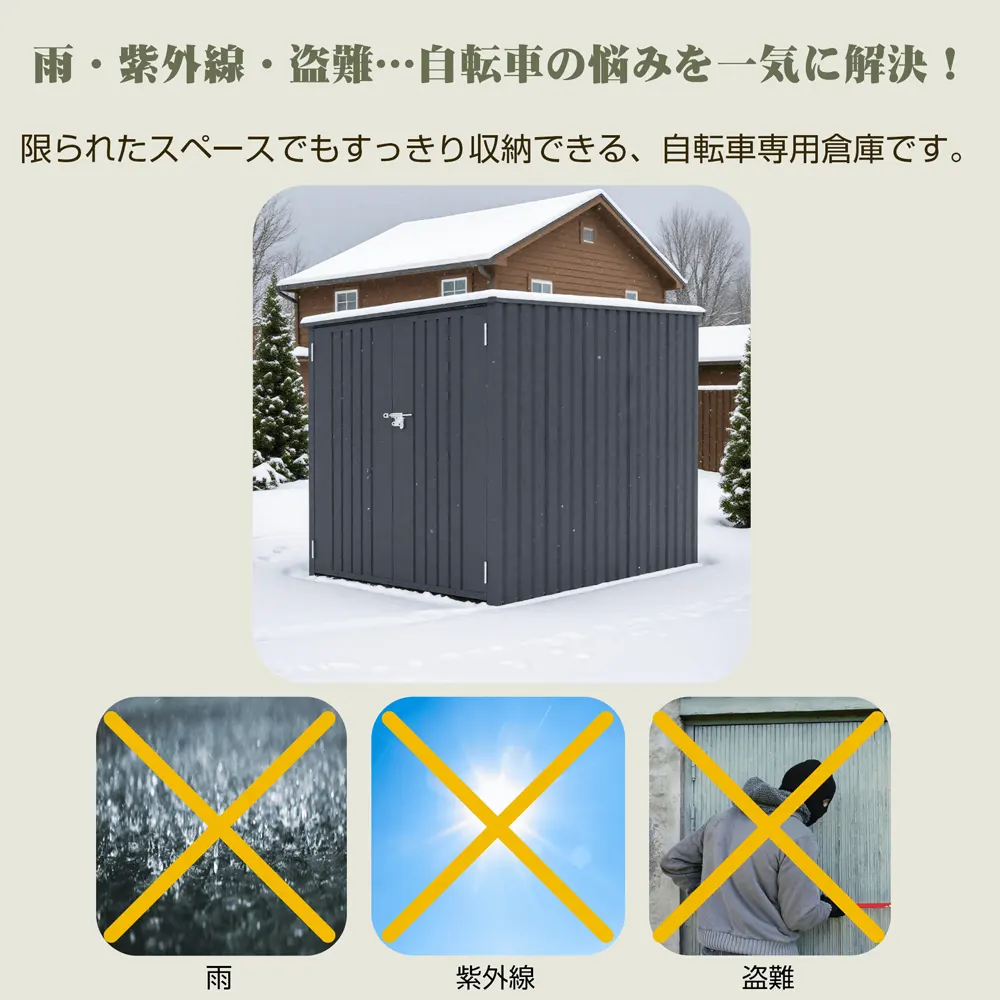 雨・紫外線・盗難…自転車の悩みを一気に解決！
限られたスペースでもすっきり収納できる、自転車専用倉庫です。
雨
紫外線
盗難